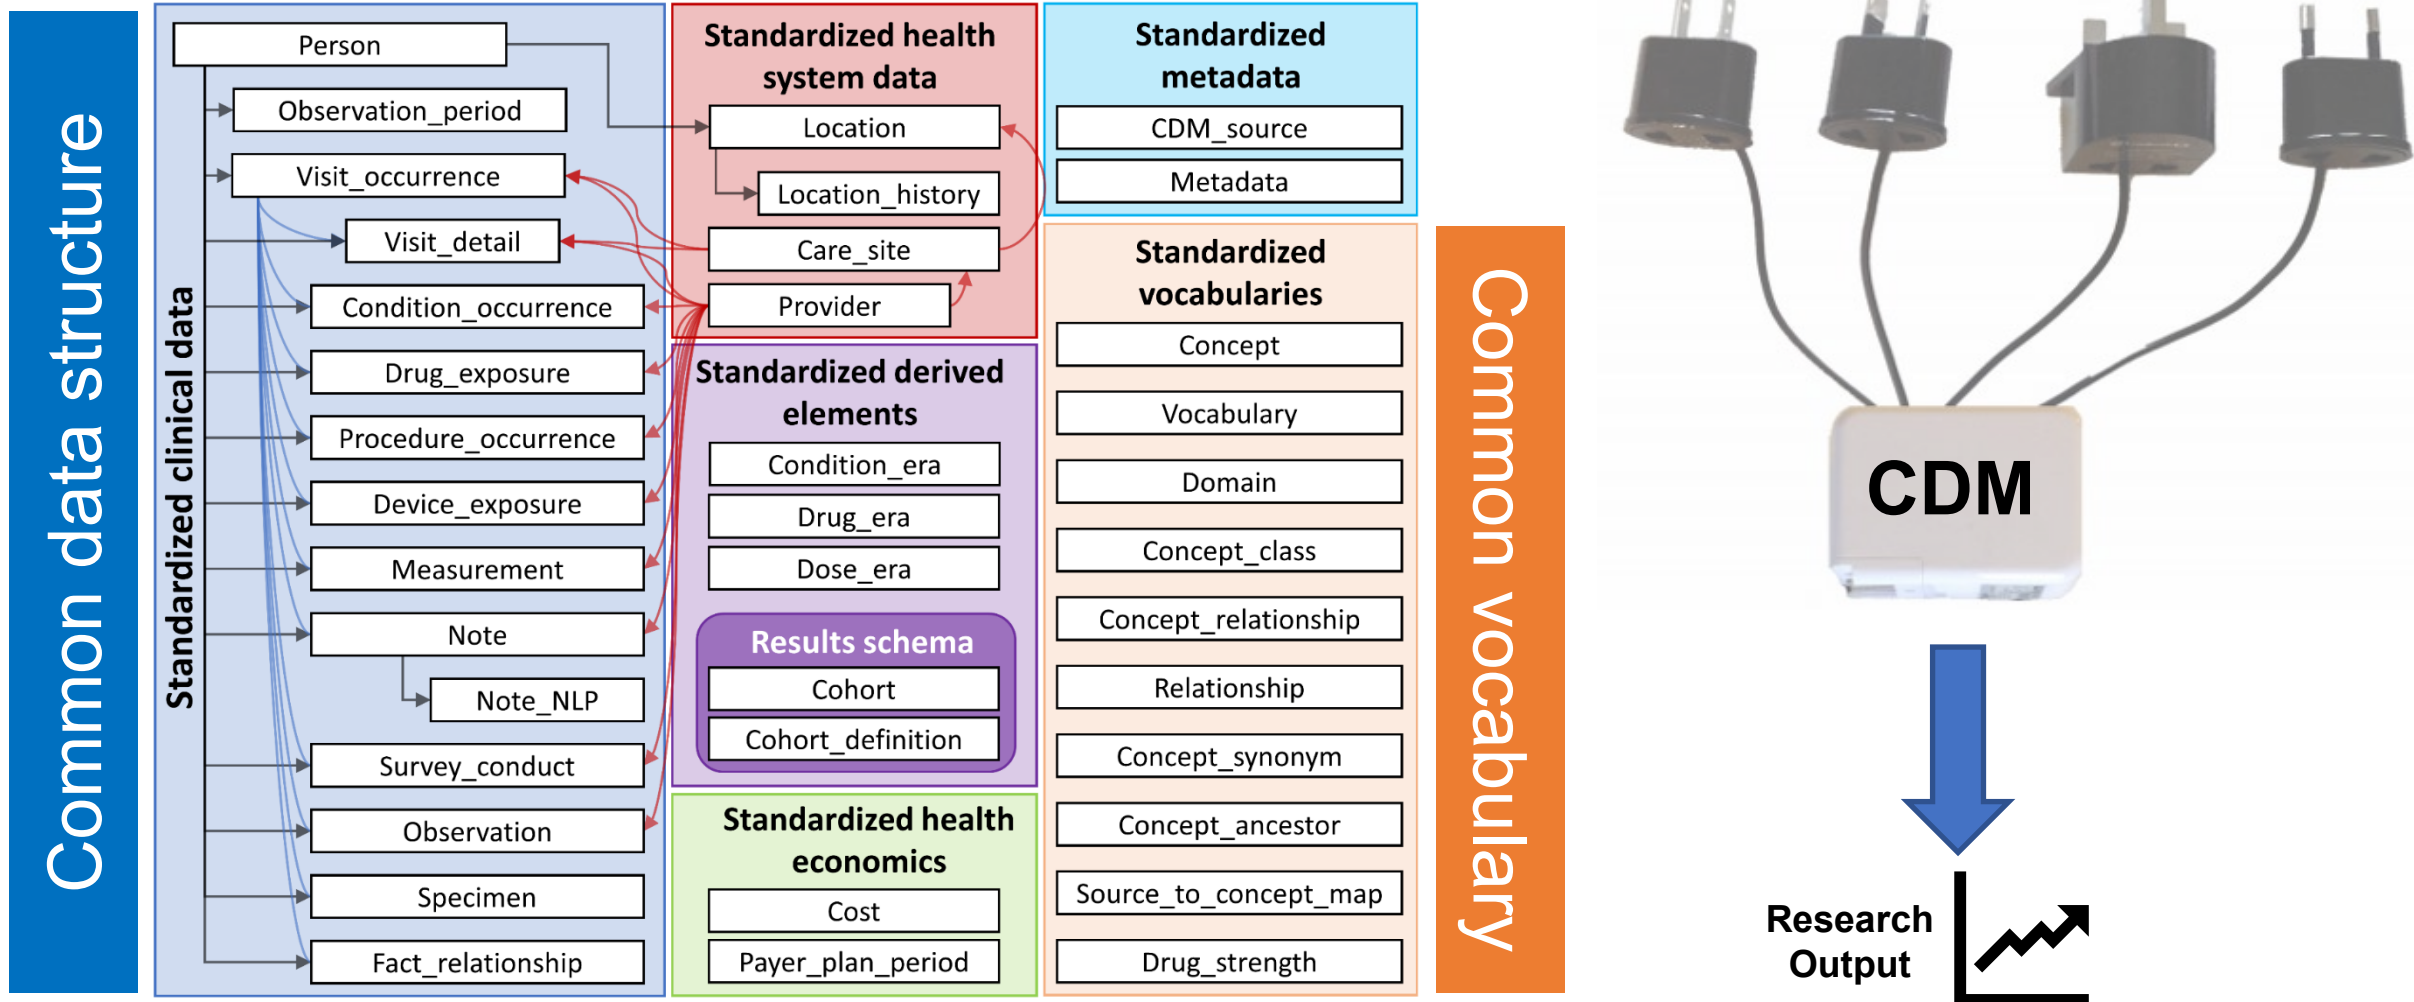 Common data structure
Standardized clinical data
Person
Observation_period
Visit_occurrence
Visit_detail
Condition_occurrence
Drug_exposure
Procedure_occurrence
Device_exposure
Measurement
Note
Note_NLP
Survey_conduct
Observation
Specimen
Fact_relationship
Standardized health
system data
Location
Location_history
Care_site
Provider
Standardized derived
elements
Condition_era
Drug_era
Dose_era
Results schema
Cohort
Cohort_definition
Standardized health
economics
Cost
Payer_plan_period
Standardized
metadata
CDM_source
Metadata
Standardized
vocabularies
Concept
Vocabulary
Domain
Concept_class
Concept_relationship
Relationship
Concept_synonym
Concept_ancestor
Source_to_concept_map
Drug_strength
Common vocabulary
CDM
Research
Output